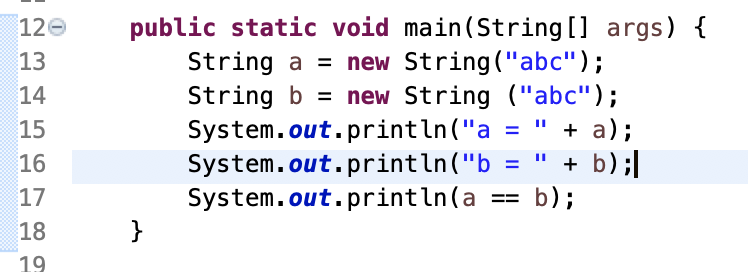 12 public static void main(String[] args) {
13 String a = new String("abc");
14 String b = new String ("abc");
15 System.out.println("a = " + a);
16 System.out.println("b = " + b);
17 System.out.println(a == b);
18 }
19